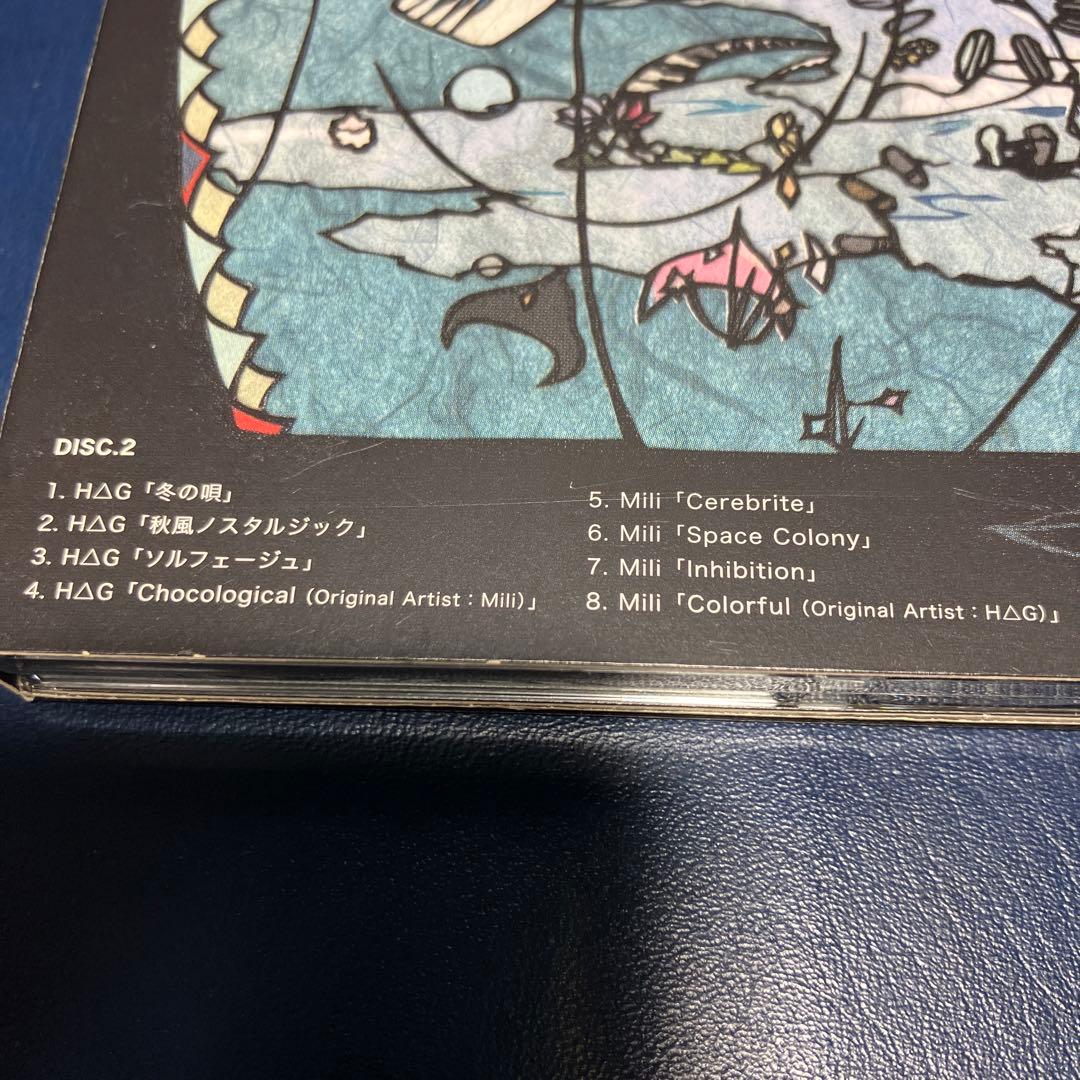 DISC.2
1. H△G「冬の唄」
2. H△G「秋風ノスタルジック」
3. H△G「ソルフェージュ」
4. H△G「Chocological (Original Artist : Mili)」
5. Mili「Cerebrite」
6. Mili「Space Colony」
7. Mili「Inhibition」
8. Mili「Colorful (Original Artist : H△G)」